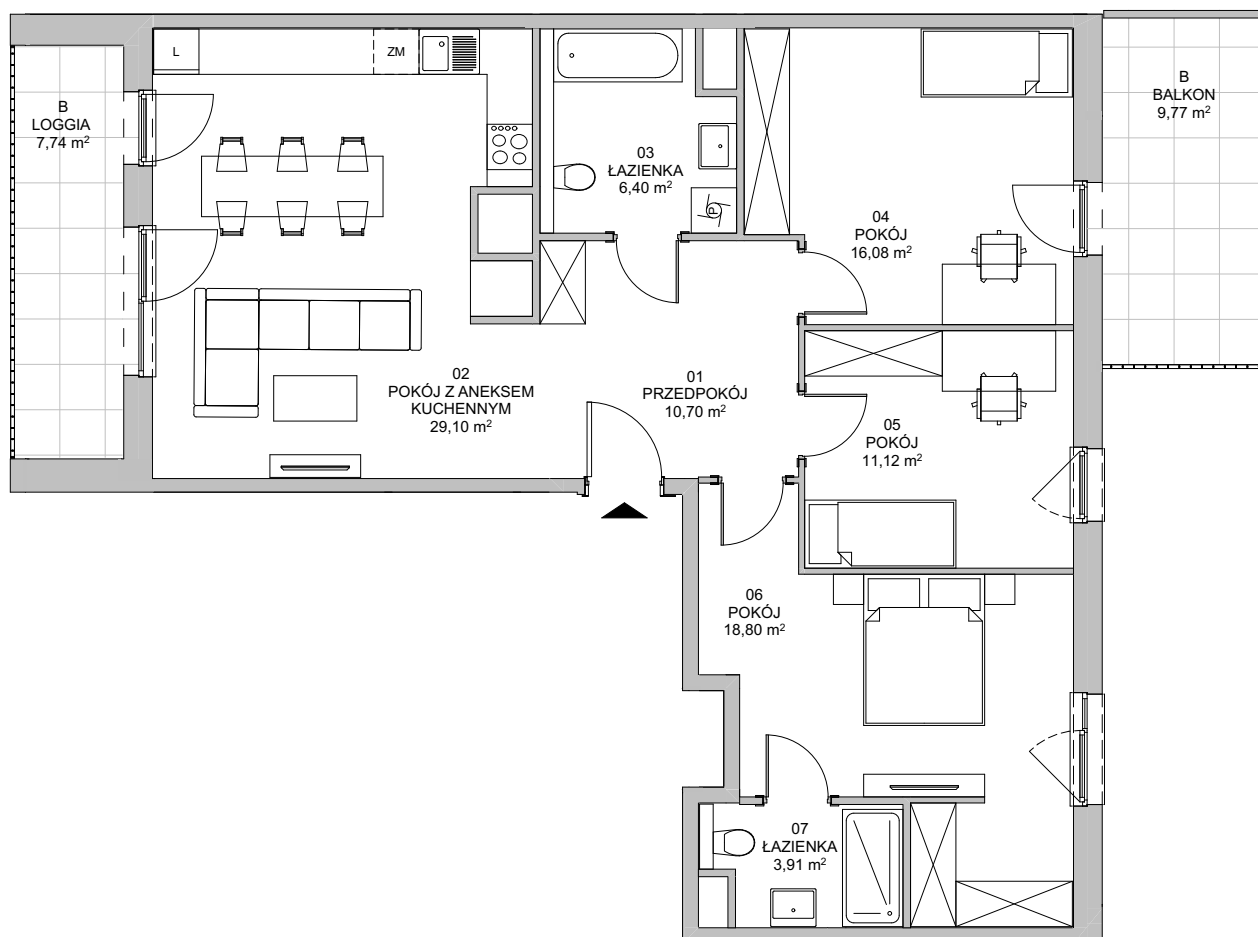 L
ZM
B
LOGGIA
7,74 m²
B
BALKON
9,77 m²
03
ŁAZIENKA
6,40 m²
P
04
POKÓJ
16,08 m²
02
POKÓJ Z ANEKSEM
KUCHENNYM
29,10 m²
01
PRZEDPOKÓJ
10,70 m²
05
POKÓJ
11,12 m²
06
POKÓJ
18,80 m²
07
ŁAZIENKA
3,91 m²